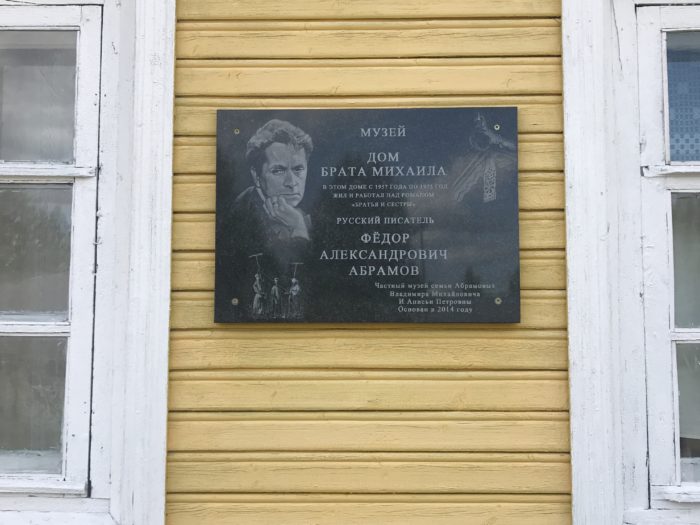 МУЗЕЙ
ДОМ
БРАТА МИХАИЛА
В ЭТОМ ДОМЕ С 1957 ГОДА ПО 1975 ГОД
ЖИЛ И РАБОТАЛ НАД РОМАНОМ
«БРАТЬЯ И СЕСТРЫ»
РУССКИЙ ПИСАТЕЛЬ
ФЁДОР
АЛЕКСАНДРОВИЧ
АБРАМОВ
Частный музей семьи Абрамовых
Владимира Михайловича
И Анисьи Петровны
Основан в 2014 году